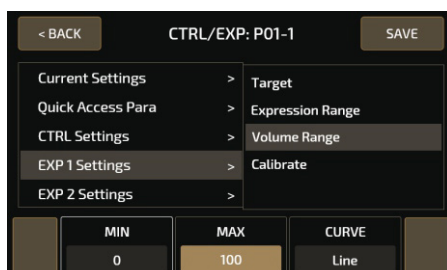 < BACK
CTRL/EXP: P01-1
SAVE
Current Settings >
Quick Access Para >
CTRL Settings >
EXP 1 Settings >
EXP 2 Settings >
Target
Expression Range
Volume Range
Calibrate
MIN MAX CURVE
0 100 Line